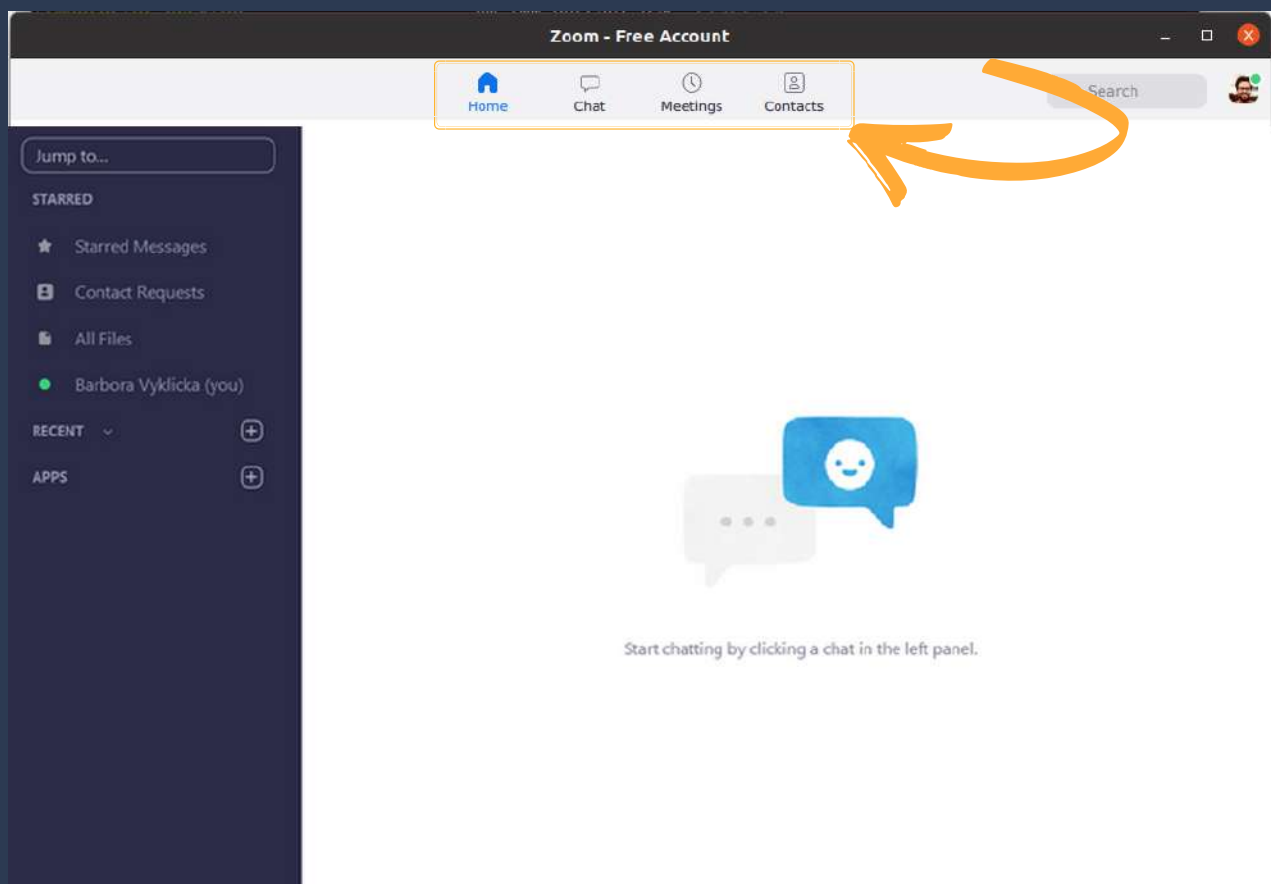 Zoom - Free Account
Home
Chat
Meetings
Contacts
Search
Jump to...
STARRED
Starred Messages
Contact Requests
All Files
Barbora Vyklicka (you)
RECENT
APPS
Start chatting by clicking a chat in the left panel.